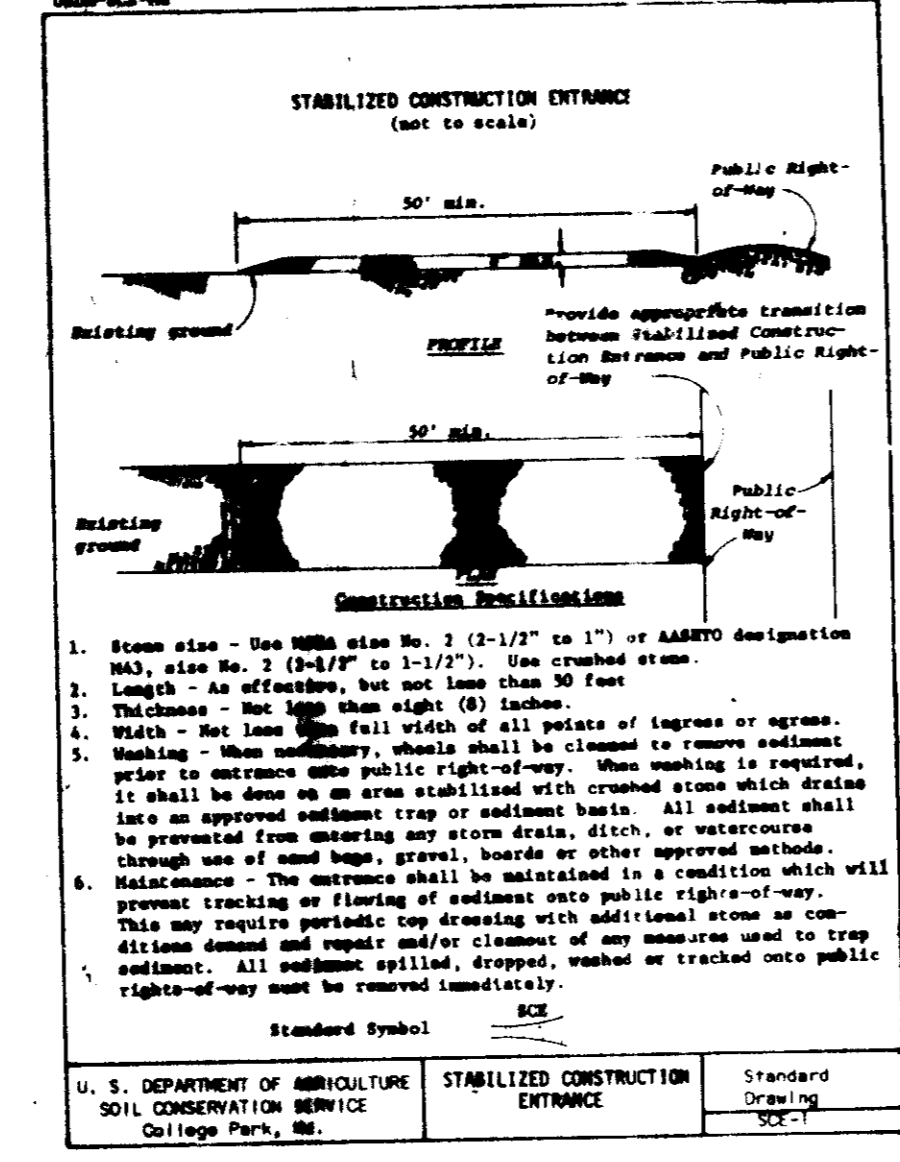 STABILIZED CONSTRUCTION ENTRANCE
(not to scale)
Public Right-
of-Way
50' min.
Existing ground
PROFILE
Provide appropriate transition
between Stabilized Construc-
tion Entrance and Public Right-
of-Way
50' min.
Existing
ground
Public
Right-of-
Way
PLAN
Construction Specifications
1. Stone size - Use size No. 2 (2-1/2" to 1") or AASHTO designation
M43, size No. 2 (2-1/2" to 1-1/2"). Use crushed stone.
2. Length - As effective, but not less than 50 feet
3. Thickness - Not less than eight (8) inches.
4. Width - Not less than full width of all points of ingress or egress.
5. Washing - When necessary, wheels shall be cleaned to remove sediment
prior to entrance onto public right-of-way. When washing is required,
it shall be done on an area stabilized with crushed stone which drains
into an approved sediment trap or sediment basin. All sediment shall
be prevented from entering any storm drain, ditch, or watercourse
through use of sand bags, gravel, boards or other approved methods.
6. Maintenance - The entrance shall be maintained in a condition which will
prevent tracking or flowing of sediment onto public rights-of-way.
This may require periodic top dressing with additional stone as con-
ditions demand and repair and/or cleanout of any measures used to trap
sediment. All sediment spilled, dropped, washed or tracked onto public
rights-of-way must be removed immediately.
Standard Symbol SCE
U. S. DEPARTMENT OF AGRICULTURE
SOIL CONSERVATION SERVICE
College Park, Md.
STABILIZED CONSTRUCTION
ENTRANCE
Standard
Drawing
SCE-1